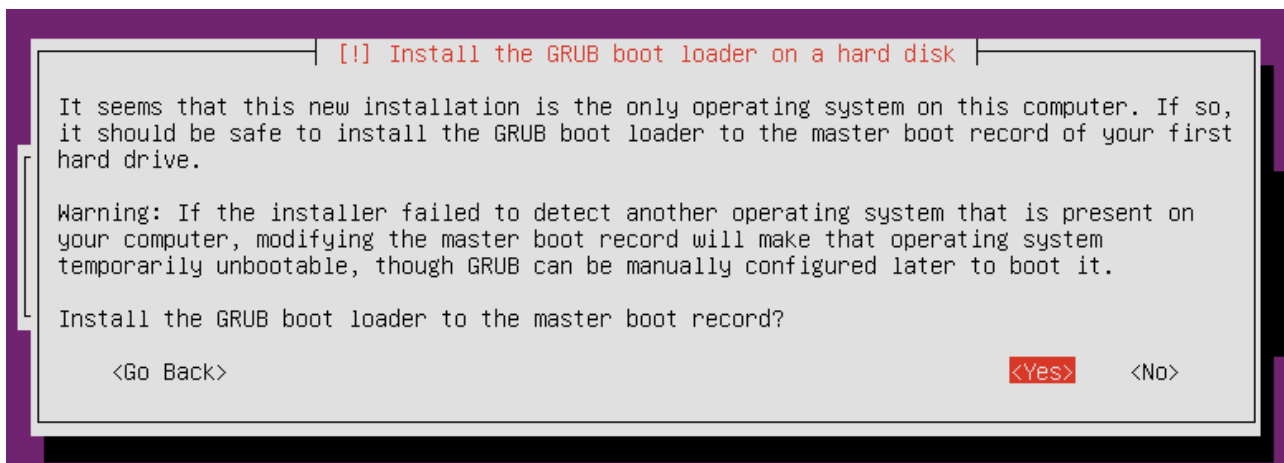 [!] Install the GRUB boot loader on a hard disk
It seems that this new installation is the only operating system on this computer. If so,
it should be safe to install the GRUB boot loader to the master boot record of your first
hard drive.
Warning: If the installer failed to detect another operating system that is present on
your computer, modifying the master boot record will make that operating system
temporarily unbootable, though GRUB can be manually configured later to boot it.
Install the GRUB boot loader to the master boot record?
<Go Back> <Yes> <No>